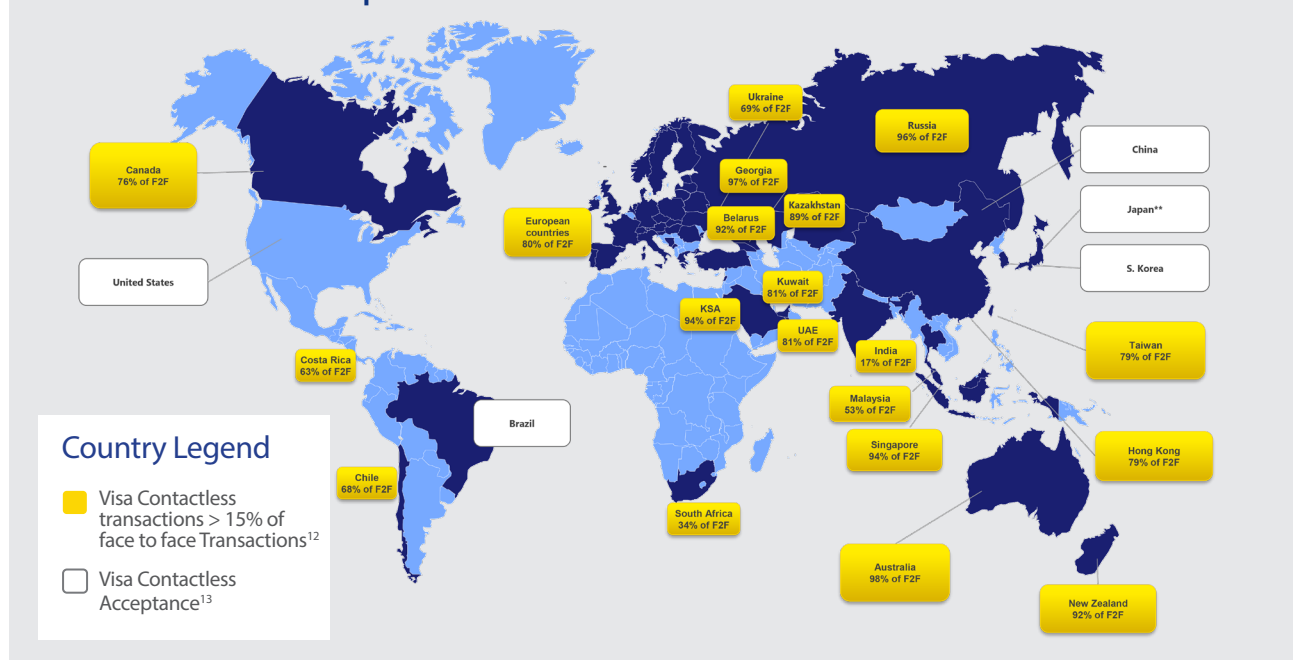 Ukraine
69% of F2F
Russia
96% of F2F
China
Canada
76% of F2F
Georgia
97% of F2F
Japan**
European
countries
80% of F2F
Belarus
92% of F2F
Kazakhstan
89% of F2F
S. Korea
United States
Kuwait
81% of F2F
KSA
94% of F2F
UAE
81% of F2F
India
17% of F2F
Taiwan
79% of F2F
Costa Rica
63% of F2F
Malaysia
53% of F2F
Brazil
Singapore
94% of F2F
Hong Kong
79% of F2F
Chile
68% of F2F
South Africa
34% of F2F
Australia
98% of F2F
New Zealand
92% of F2F
Country Legend
Visa Contactless
transactions > 15% of
face to face Transactions12
Visa Contactless
Acceptance13